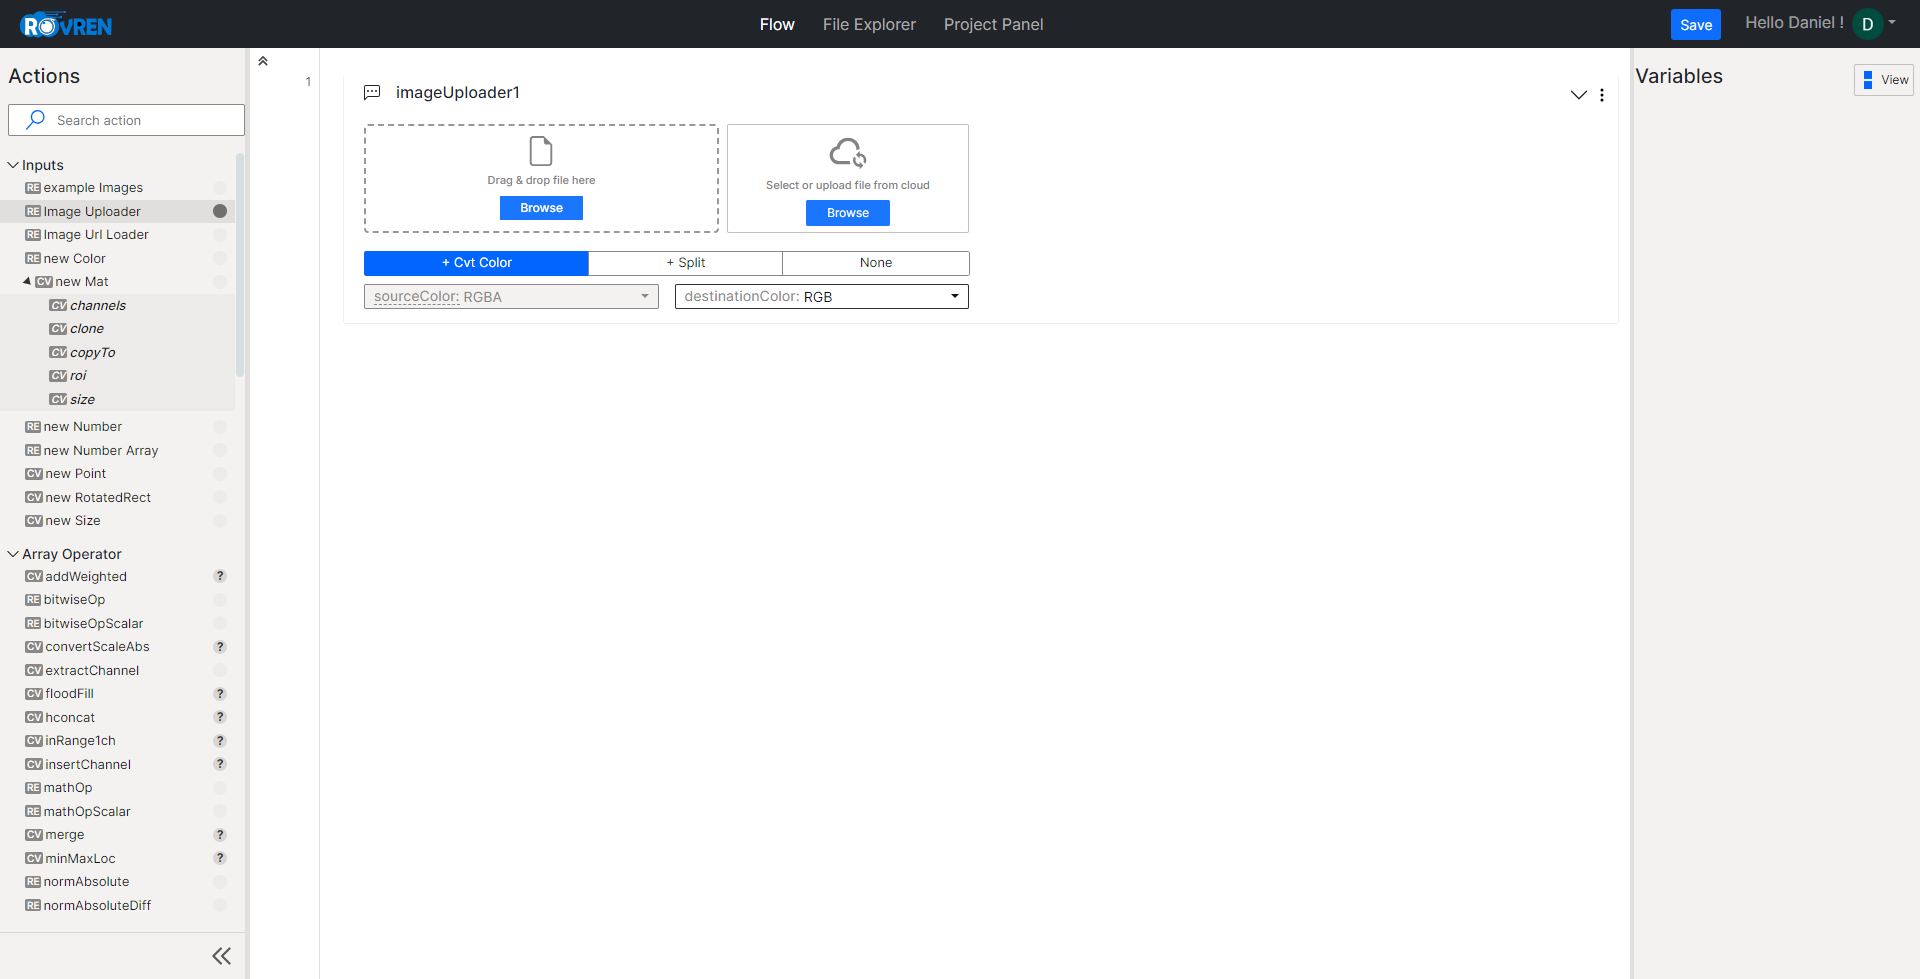 ROVREN
Flow
File Explorer
Project Panel
Save
Hello Daniel !
D
Actions
Search action
Inputs
RE example Images
RE Image Uploader
RE Image Url Loader
RE new Color
CV new Mat
CV channels
CV clone
CV copyTo
CV roi
CV size
RE new Number
RE new Number Array
CV new Point
CV new RotatedRect
CV new Size
Array Operator
CV addWeighted ?
RE bitwiseOp
RE bitwiseOpScalar
CV convertScaleAbs ?
CV extractChannel
CV floodFill ?
CV hconcat ?
CV inRange1ch ?
CV insertChannel ?
RE mathOp
RE mathOpScalar
CV merge ?
CV minMaxLoc ?
RE normAbsolute
RE normAbsoluteDiff
1
imageUploader1
Drag & drop file here
Browse
Select or upload file from cloud
Browse
+ Cvt Color
+ Split
None
sourceColor: RGBA
destinationColor: RGB
Variables
View